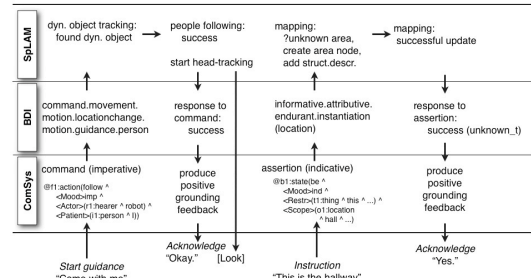 SpLAM
dyn. object tracking:
found dyn. object
people following:
success
start head-tracking
mapping:
?unknown area,
create area node,
add struct.descr.
mapping:
successful update
BDI
command.movement.
motion.locationchange.
motion.guidance.person
response to
command:
success
informative.attributive.
endurant.instantiation
(location)
response to
assertion:
success (unknown_t)
ComSys
command (imperative)
@f1:action(follow ^
<Mood>imp ^
<Actor>(r1:hearer ^ robot) ^
<Patient>(i1:person ^ I))
produce
positive
grounding
feedback
assertion (indicative)
@b1:state(be ^
<Mood>ind ^
<Restr>(t1:thing ^ this ^ ...) ^
<Scope>(o1:location
^ hall ^ ...)
produce
positive
grounding
feedback
Start guidance
"Come with me"
Acknowledge
"Okay."
[Look]
Instruction
"This is the hallway"
Acknowledge
"Yes."